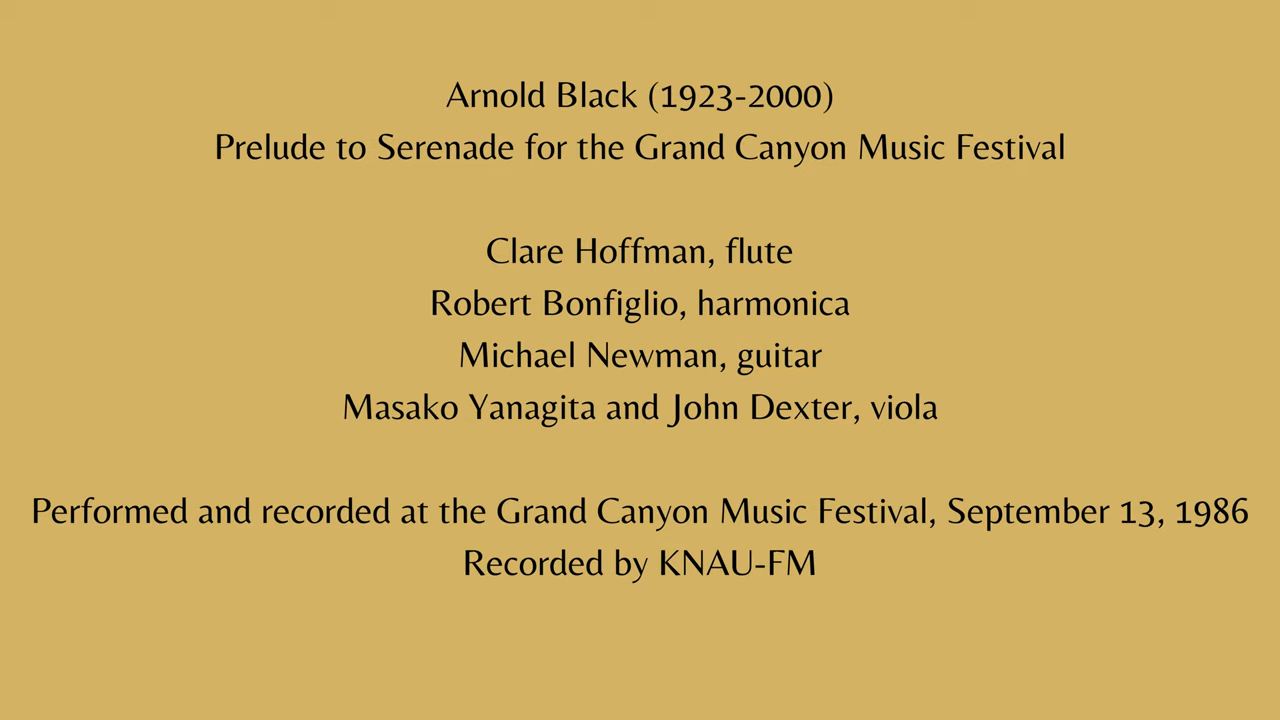 Arnold Black (1923-2000)
Prelude to Serenade for the Grand Canyon Music Festival
Clare Hoffman, flute
Robert Bonfiglio, harmonica
Michael Newman, guitar
Masako Yanagita and John Dexter, viola
Performed and recorded at the Grand Canyon Music Festival, September 13, 1986
Recorded by KNAU-FM